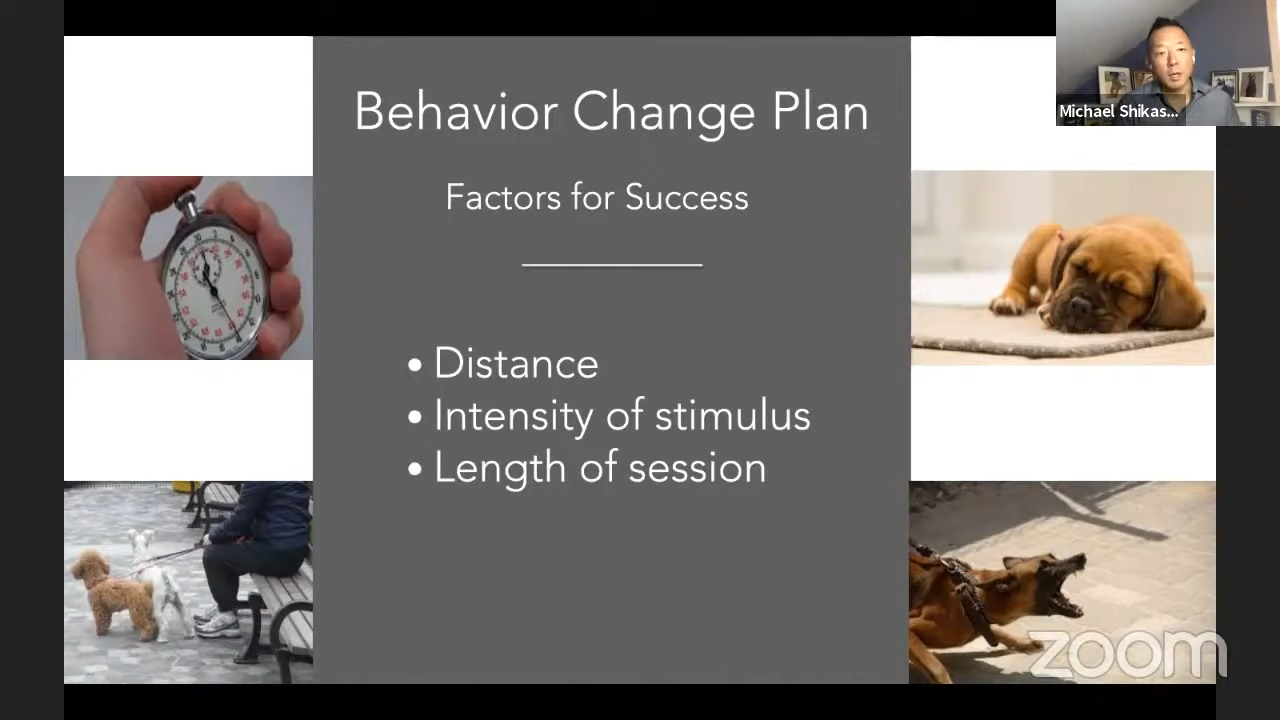 Behavior Change Plan
Michael Shikas...
Factors for Success
• Distance
• Intensity of stimulus
• Length of session
zoom